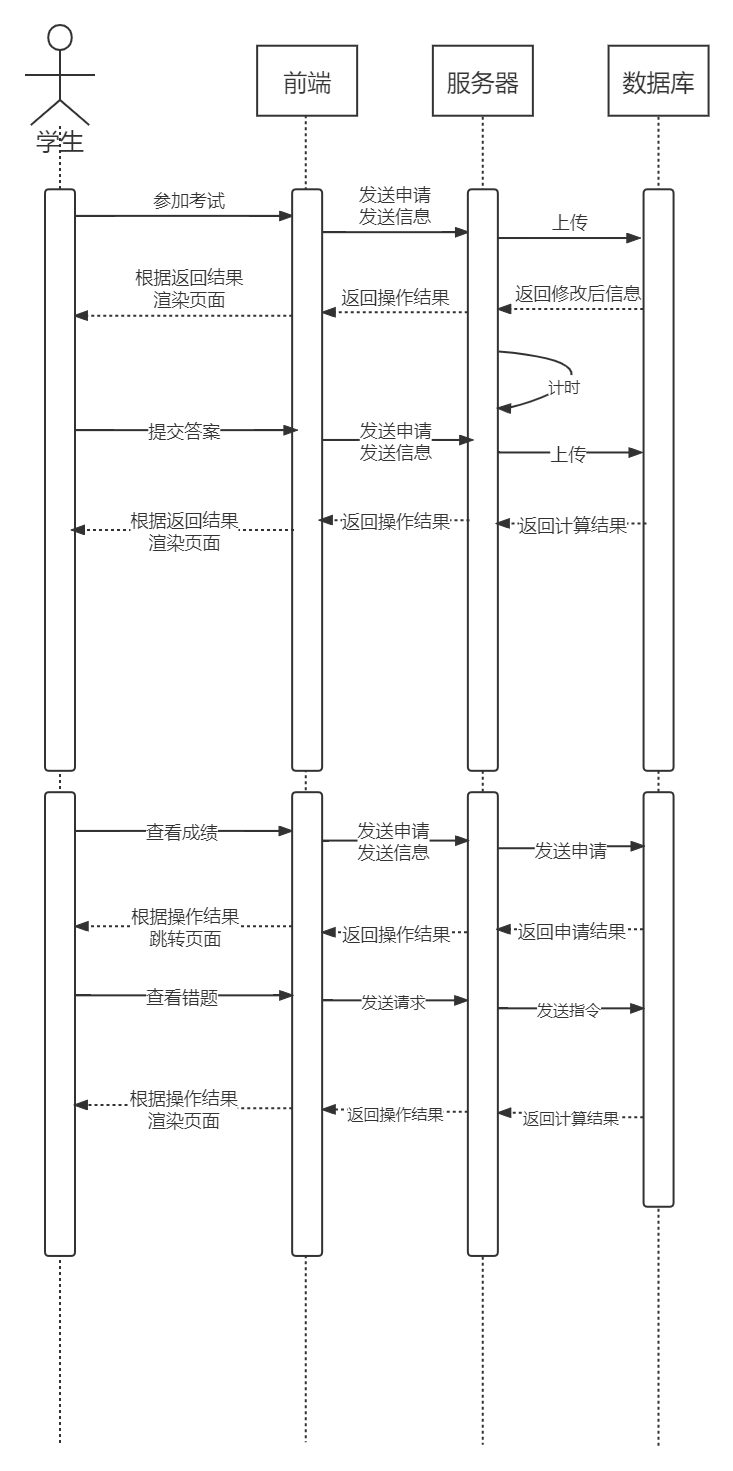 学生
前端
服务器
数据库
参加考试
发送申请
发送信息
上传
根据返回结果
渲染页面
返回操作结果
返回修改后信息
计时
提交答案
发送申请
发送信息
上传
根据返回结果
渲染页面
返回操作结果
返回计算结果
查看成绩
发送申请
发送信息
发送申请
根据操作结果
跳转页面
返回操作结果
返回申请结果
查看错题
发送请求
发送指令
根据操作结果
渲染页面
返回操作结果
返回计算结果